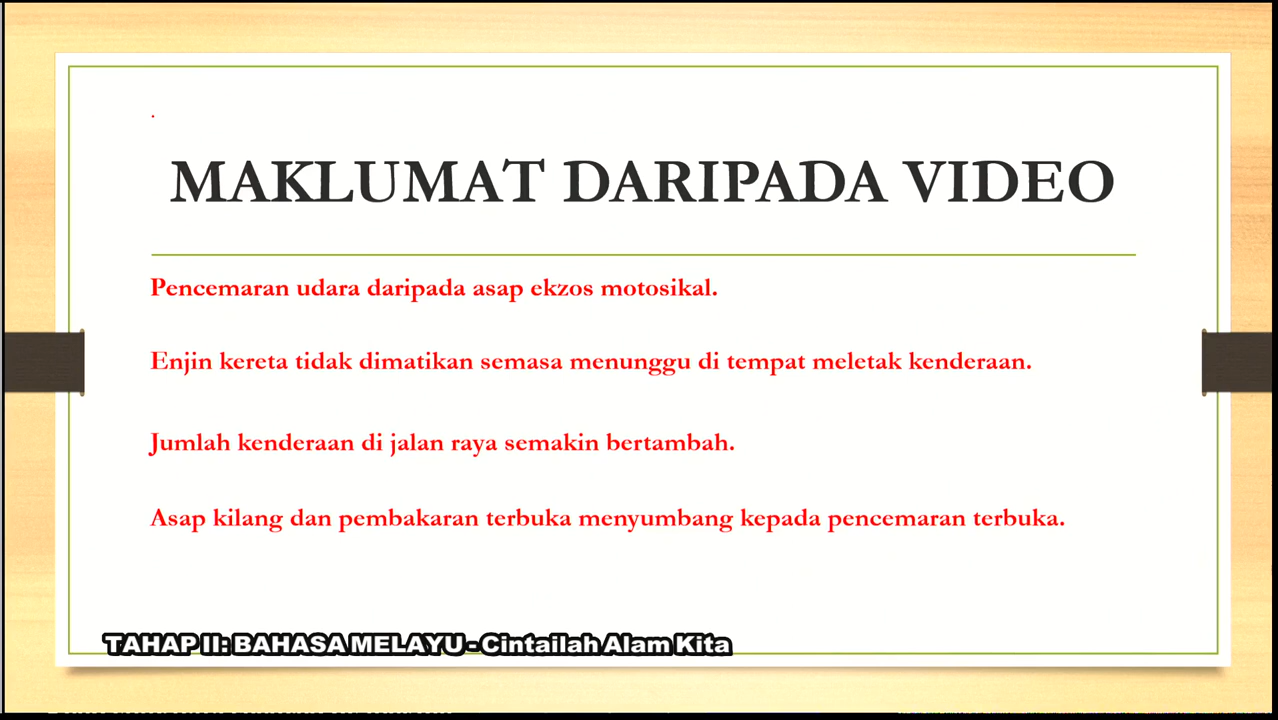 MAKLUMAT DARIPADA VIDEO
Pencemaran udara daripada asap ekzos motosikal.
Enjin kereta tidak dimatikan semasa menunggu di tempat meletak kenderaan.
Jumlah kenderaan di jalan raya semakin bertambah.
Asap kilang dan pembakaran terbuka menyumbang kepada pencemaran terbuka.
TAHAP II: BAHASA MELAYU - Cintailah Alam Kita